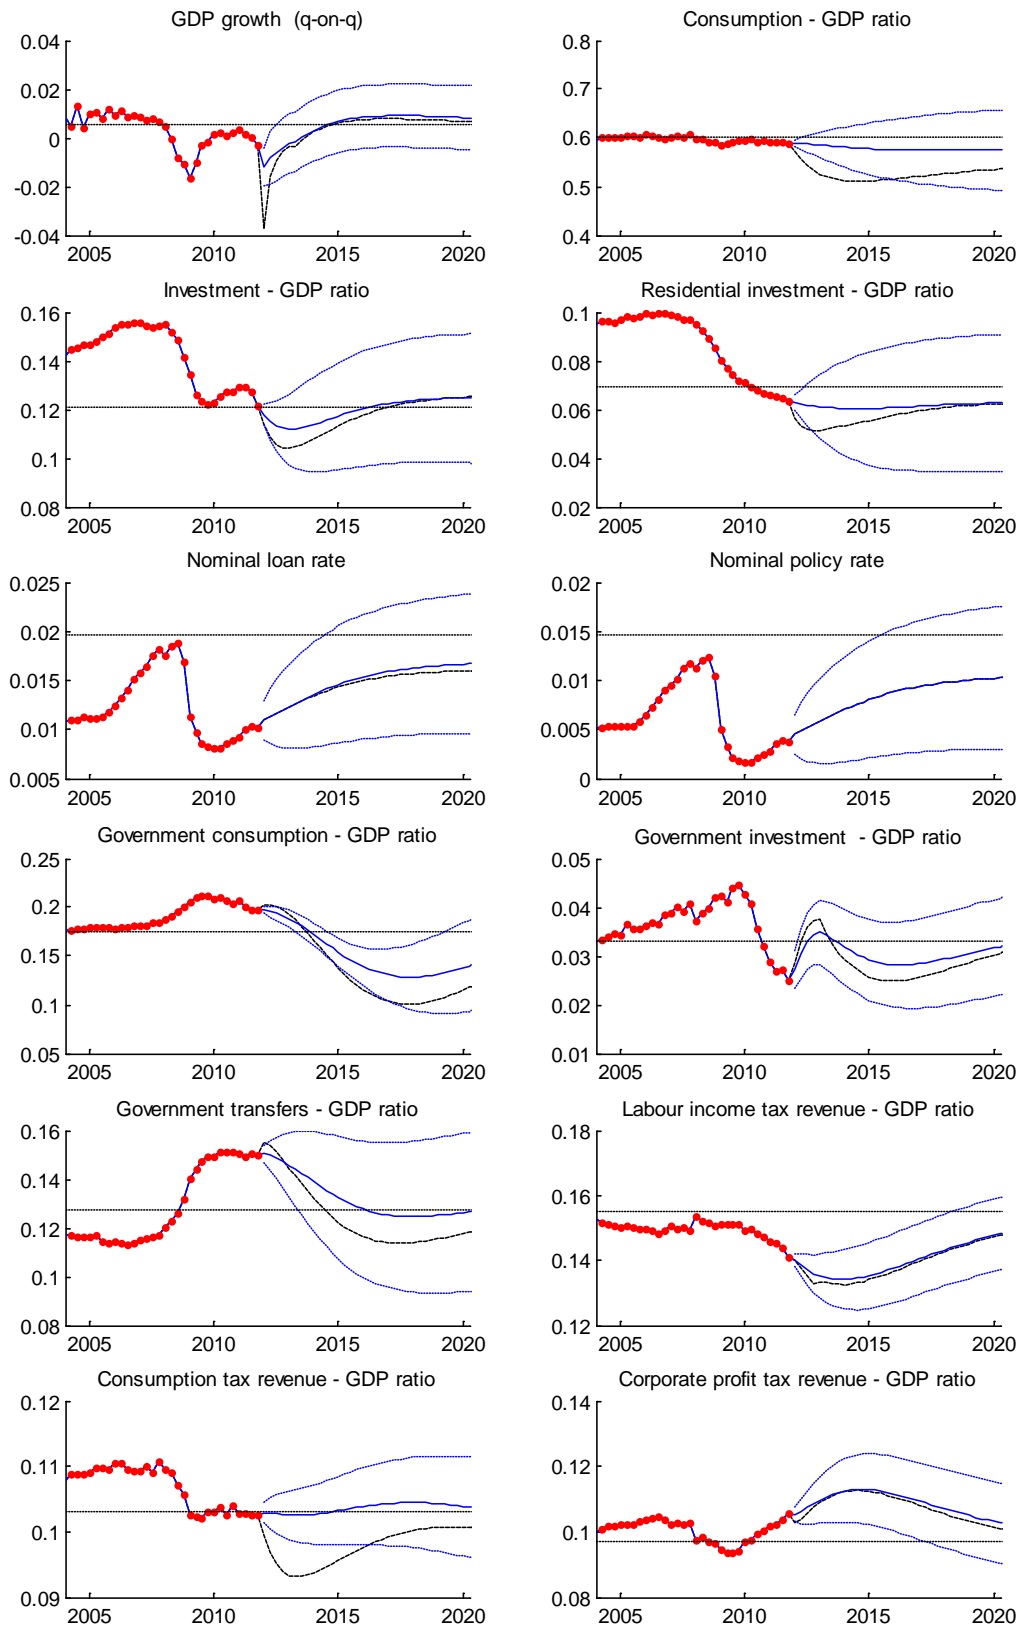 GDP growth (q-on-q)
0.04
0.02
0
-0.02
-0.04
2005 2010 2015 2020
Consumption - GDP ratio
0.8
0.7
0.6
0.5
0.4
2005 2010 2015 2020
Investment - GDP ratio
0.16
0.14
0.12
0.1
0.08
2005 2010 2015 2020
Residential investment - GDP ratio
0.1
0.08
0.06
0.04
0.02
2005 2010 2015 2020
Nominal loan rate
0.025
0.02
0.015
0.01
0.005
2005 2010 2015 2020
Nominal policy rate
0.02
0.015
0.01
0.005
0
2005 2010 2015 2020
Government consumption - GDP ratio
0.25
0.2
0.15
0.1
0.05
2005 2010 2015 2020
Government investment - GDP ratio
0.05
0.04
0.03
0.02
0.01
2005 2010 2015 2020
Government transfers - GDP ratio
0.16
0.14
0.12
0.1
0.08
2005 2010 2015 2020
Labour income tax revenue - GDP ratio
0.18
0.16
0.14
0.12
2005 2010 2015 2020
Consumption tax revenue - GDP ratio
0.12
0.11
0.1
0.09
2005 2010 2015 2020
Corporate profit tax revenue - GDP ratio
0.14
0.12
0.1
0.08
2005 2010 2015 2020